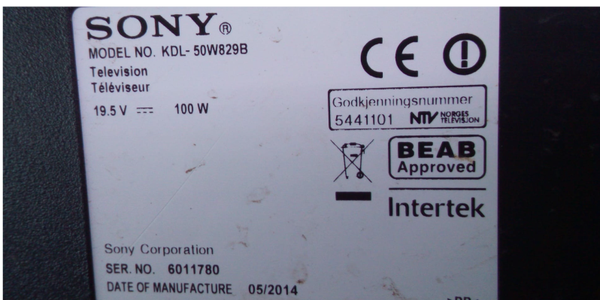 SONY®
MODEL NO. KDL-50W829B
Television
Téléviseur
19.5 V ⎓ 100 W
CE
Godkjenningsnummer
5441101 NTV NORGES TELEVISJON
BEAB
Approved
Intertek
Sony Corporation
SER. NO. 6011780
DATE OF MANUFACTURE 05/2014